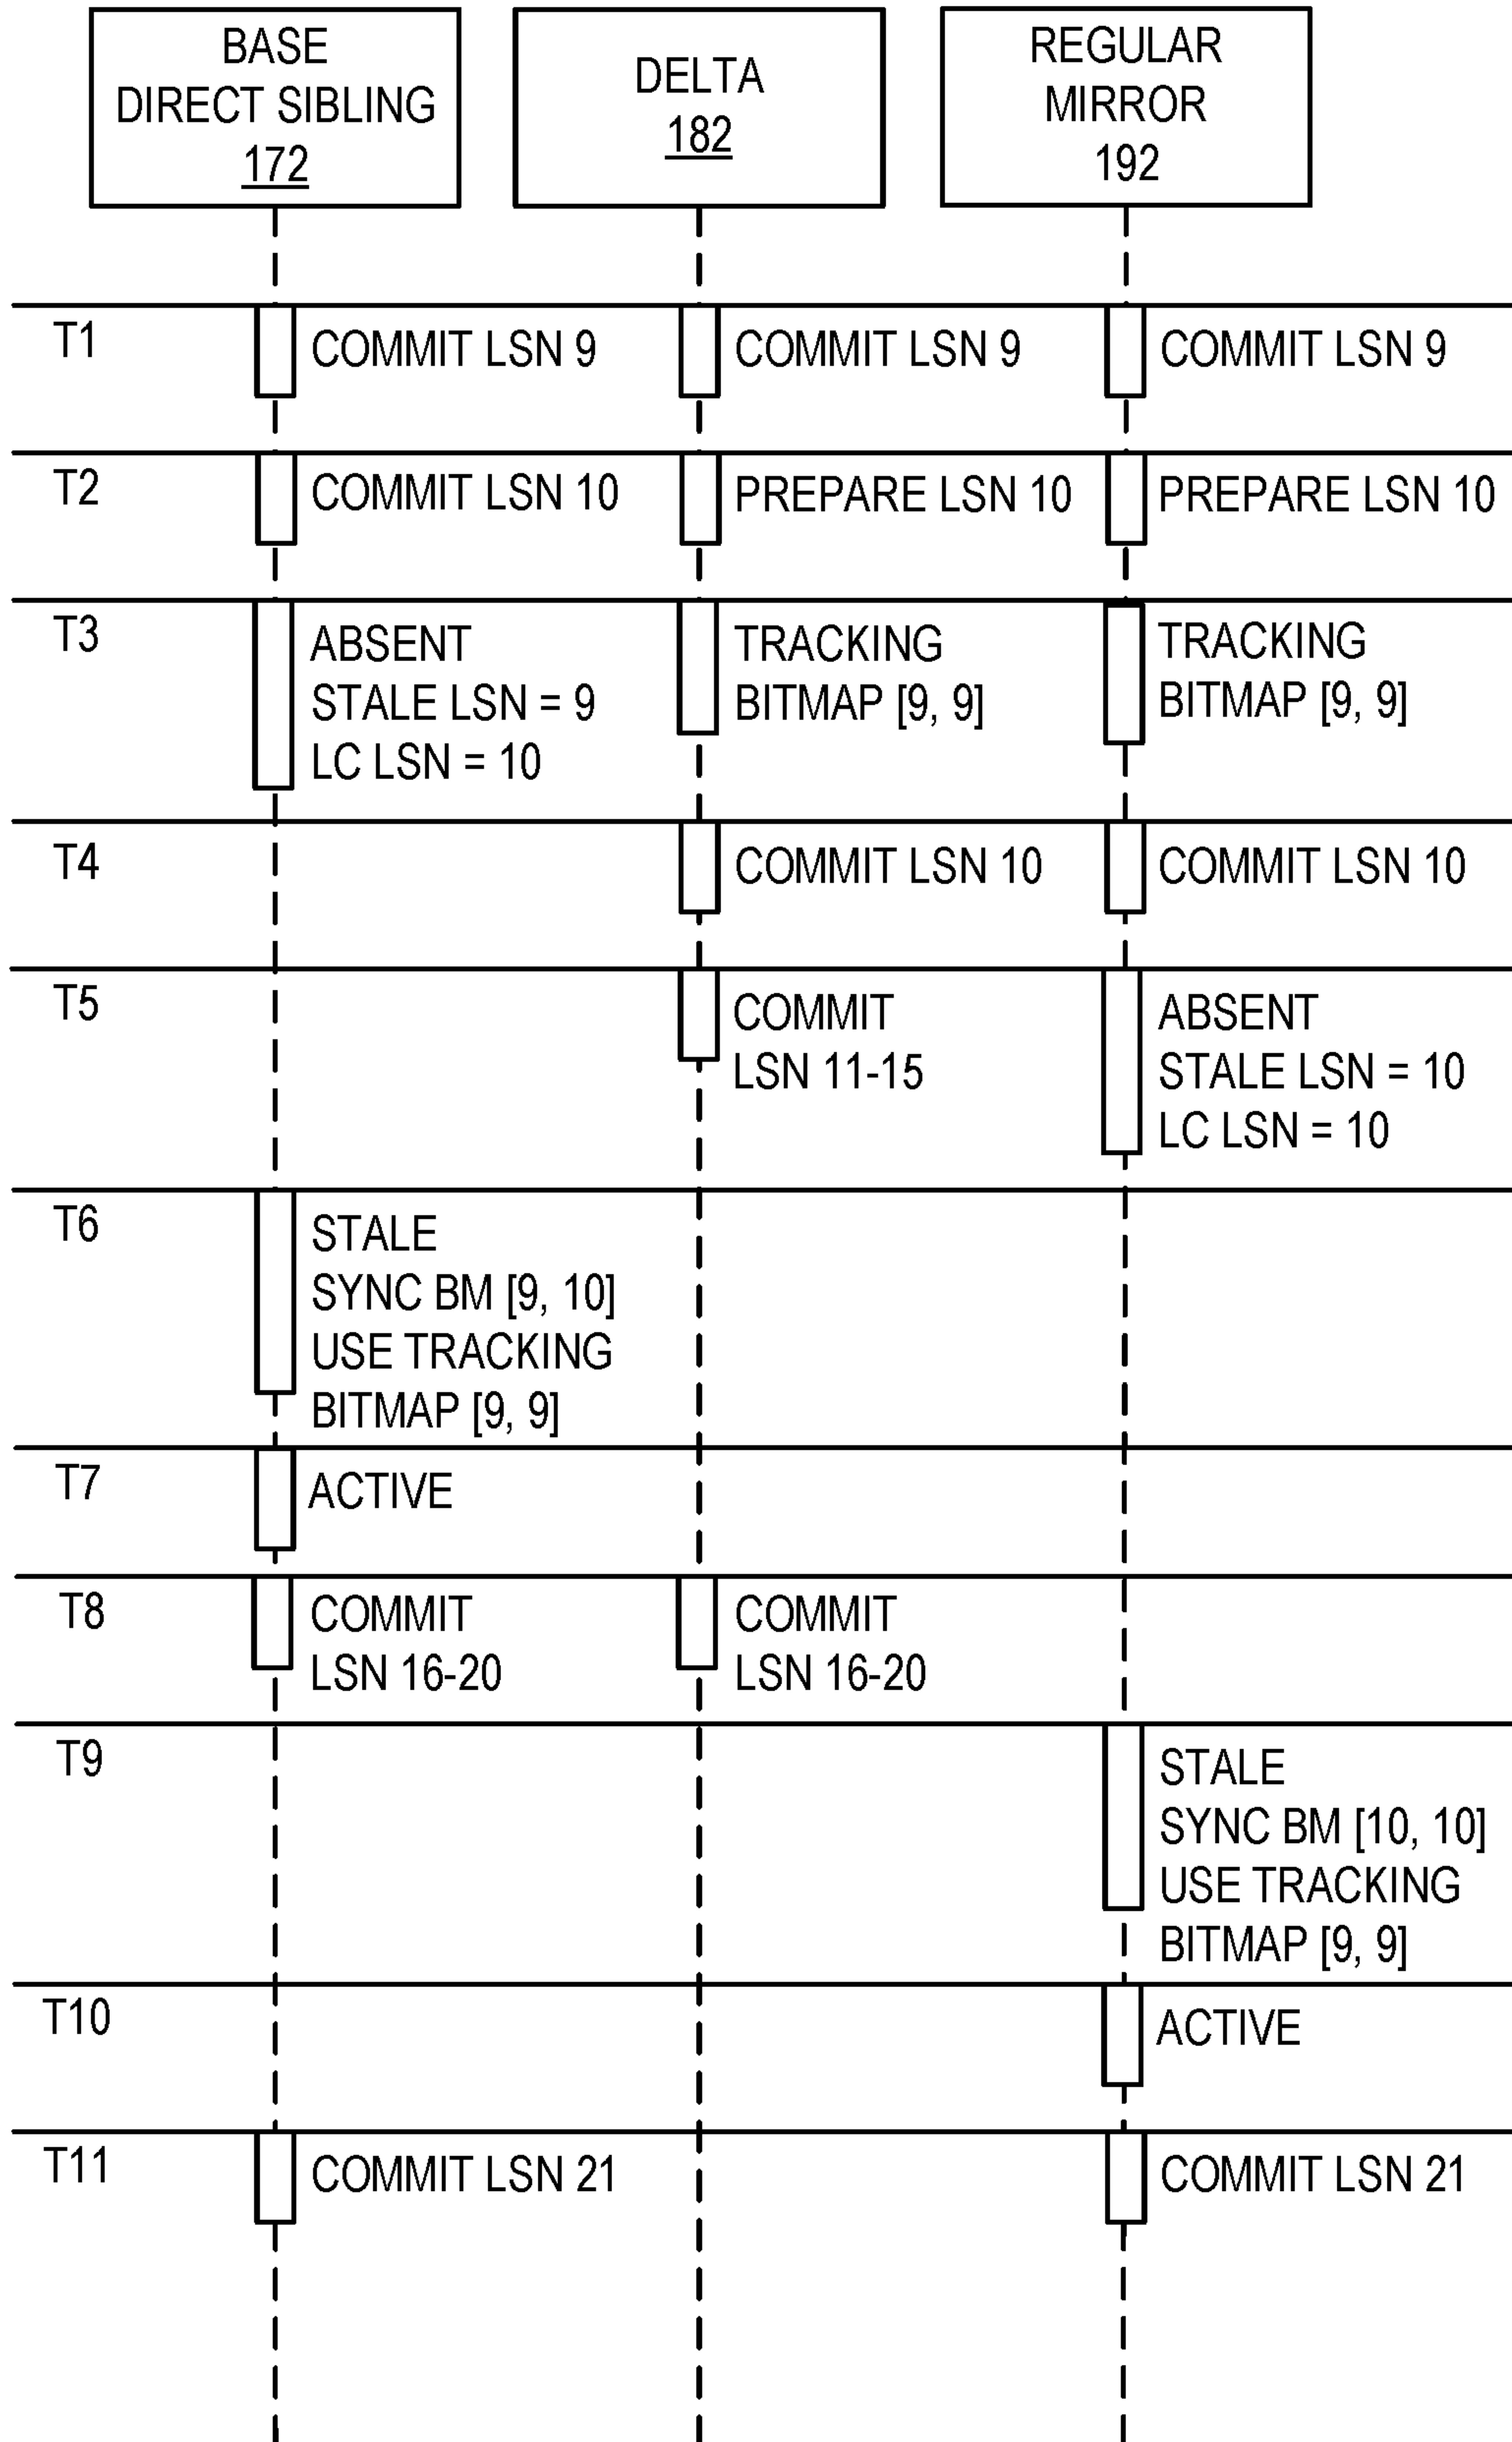 BASE
DIRECT SIBLING
172
DELTA
182
REGULAR
MIRROR
192
T1
COMMIT LSN 9
COMMIT LSN 9
COMMIT LSN 9
T2
COMMIT LSN 10
PREPARE LSN 10
PREPARE LSN 10
T3
ABSENT
STALE LSN = 9
LC LSN = 10
TRACKING
BITMAP [9, 9]
TRACKING
BITMAP [9, 9]
T4
COMMIT LSN 10
COMMIT LSN 10
T5
COMMIT
LSN 11-15
ABSENT
STALE LSN = 10
LC LSN = 10
T6
STALE
SYNC BM [9, 10]
USE TRACKING
BITMAP [9, 9]
T7
ACTIVE
T8
COMMIT
LSN 16-20
COMMIT
LSN 16-20
T9
STALE
SYNC BM [10, 10]
USE TRACKING
BITMAP [9, 9]
T10
ACTIVE
T11
COMMIT LSN 21
COMMIT LSN 21